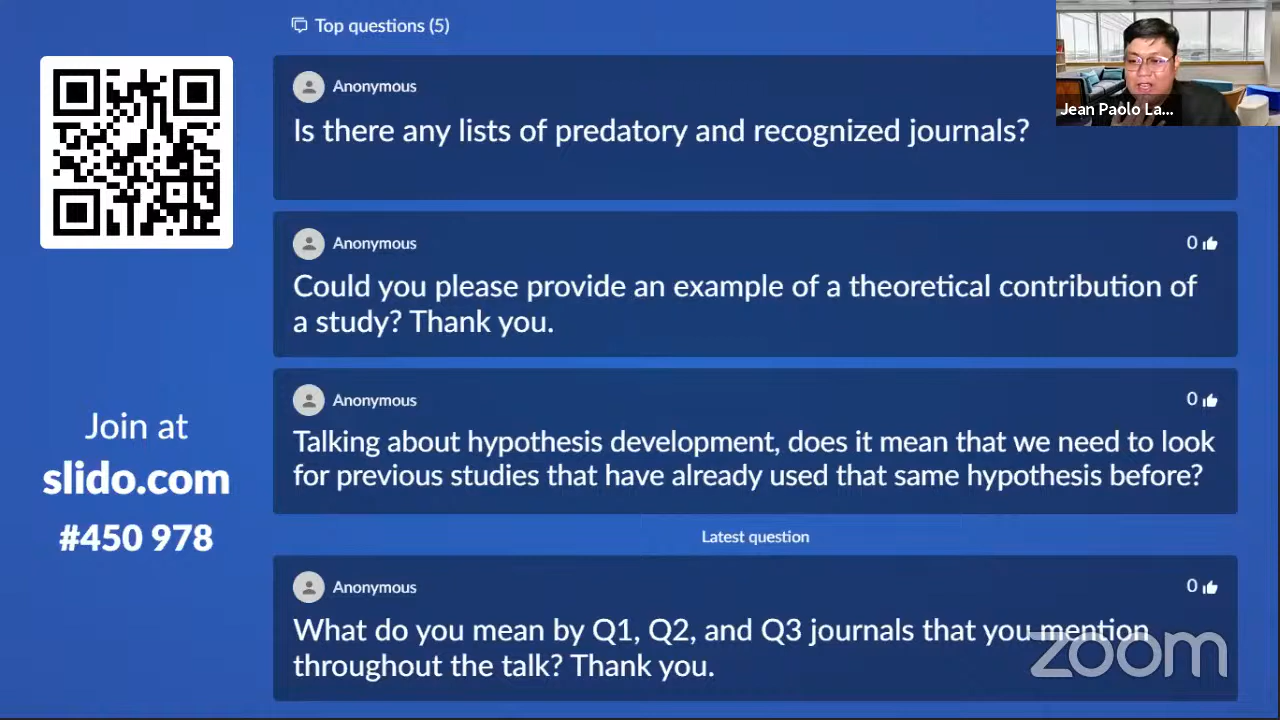 Top questions (5)
Jean Paolo La...
Anonymous
Is there any lists of predatory and recognized journals?
Anonymous
0
Could you please provide an example of a theoretical contribution of
a study? Thank you.
Anonymous
0
Talking about hypothesis development, does it mean that we need to look
for previous studies that have already used that same hypothesis before?
Join at
slido.com
#450 978
Latest question
Anonymous
0
What do you mean by Q1, Q2, and Q3 journals that you mention
throughout the talk? Thank you.
zoom